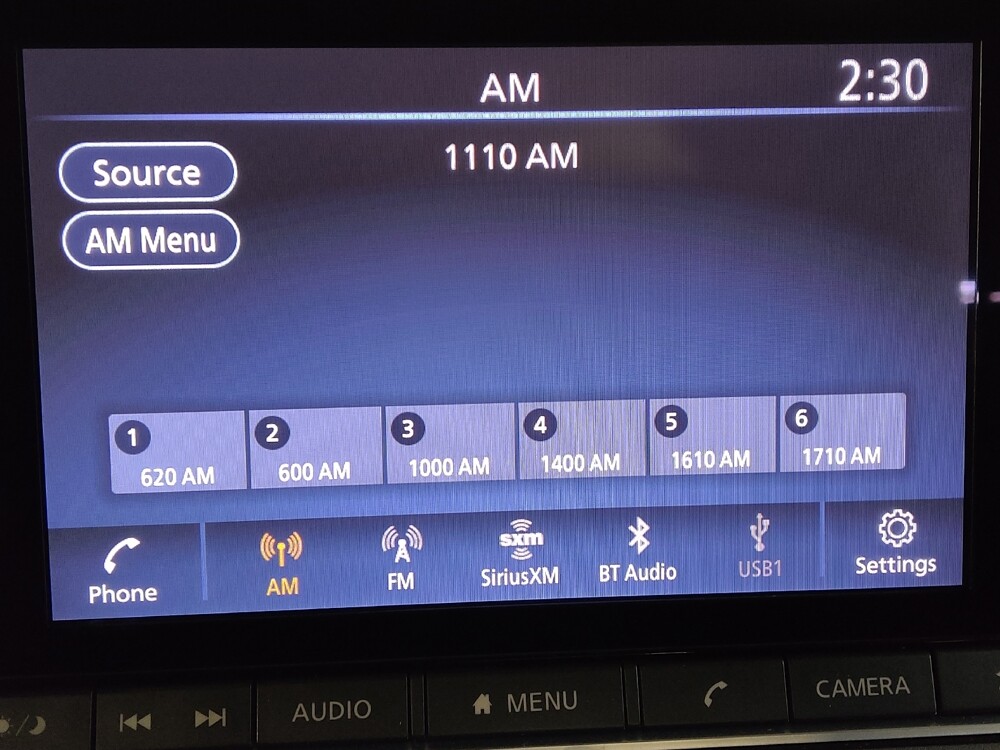 AM
2:30
1110 AM
Source
AM Menu
1 2 3 4 5 6
620 AM 600 AM 1000 AM 1400 AM 1610 AM 1710 AM
sxm
Phone AM FM SiriusXM BT Audio USB1 Settings
AUDIO MENU CAMERA